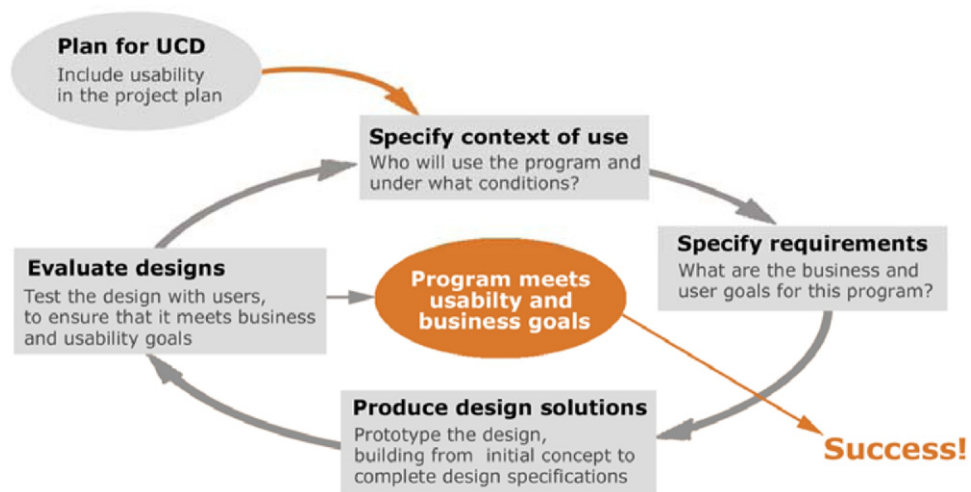 Plan for UCD
Include usability
in the project plan
Specify context of use
Who will use the program and
under what conditions?
Specify requirements
What are the business and
user goals for this program?
Produce design solutions
Prototype the design,
building from initial concept to
complete design specifications
Evaluate designs
Test the design with users,
to ensure that it meets business
and usability goals
Program meets
usabilty and
business goals
Success!